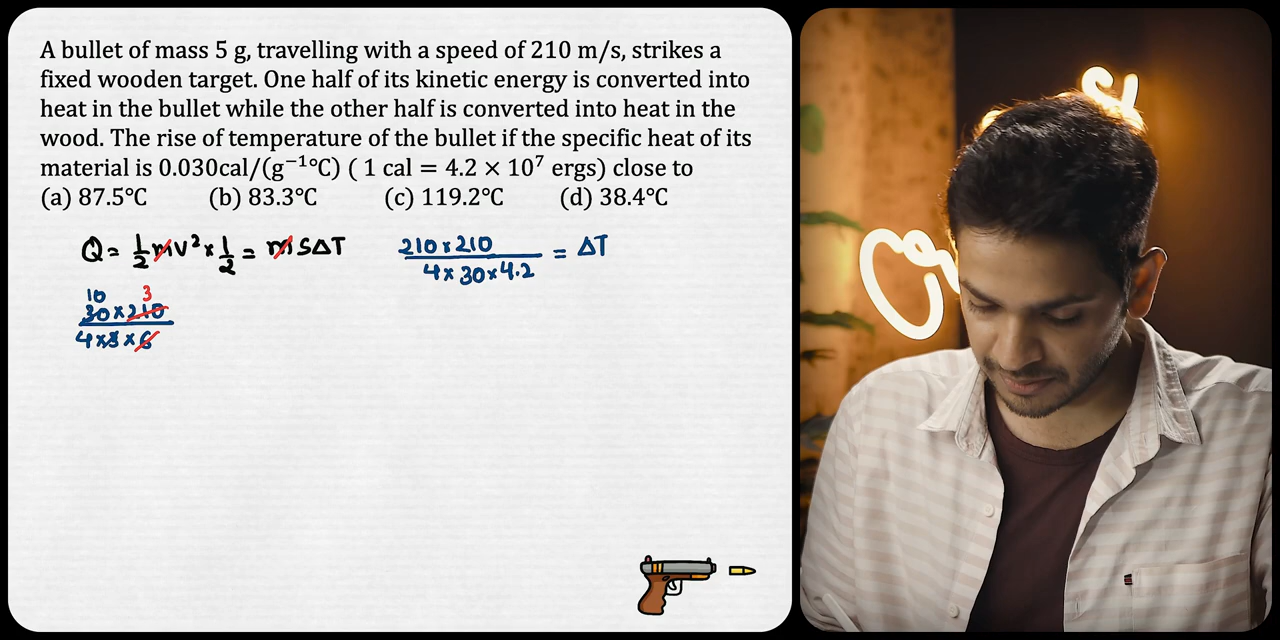 A bullet of mass 5 g, travelling with a speed of 210 m/s, strikes a
fixed wooden target. One half of its kinetic energy is converted into
heat in the bullet while the other half is converted into heat in the
wood. The rise of temperature of the bullet if the specific heat of its
material is 0.030cal/(g⁻¹°C) ( 1 cal = 4.2 × 10⁷ ergs) close to
(a) 87.5°C (b) 83.3°C (c) 119.2°C (d) 38.4°C
Q = 1/2 mv² × 1/2 = m S ΔT
210 × 210 / 4 × 30 × 4.2 = ΔT
10 3
30 × 210
4 × 3 × 6